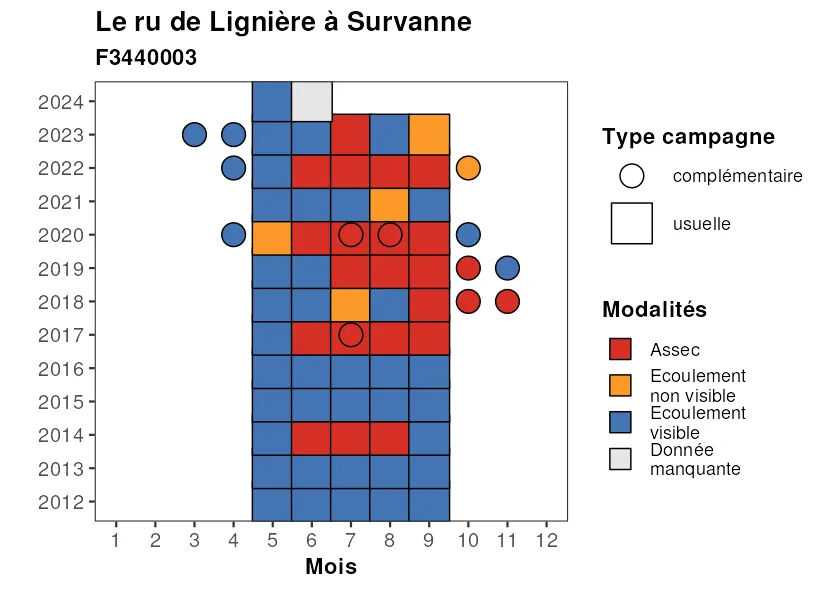 Le ru de Lignière à Survanne
F3440003
2024
2023
2022
2021
2020
2019
2018
2017
2016
2015
2014
2013
2012
1 2 3 4 5 6 7 8 9 10 11 12
Mois
Type campagne
complémentaire
usuelle
Modalités
Assec
Ecoulement
non visible
Ecoulement
visible
Donnée
manquante